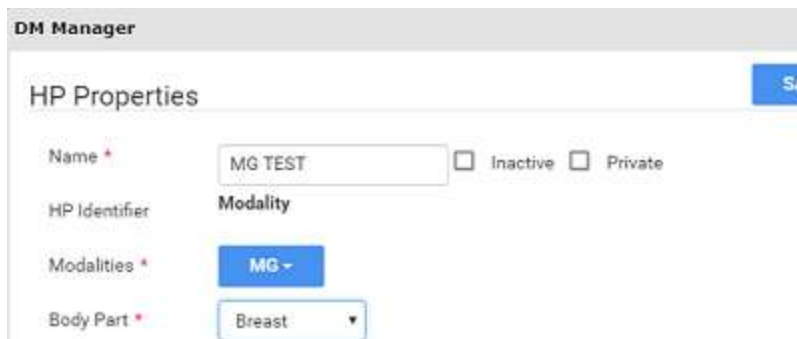 DM Manager
HP Properties
Name * MG TEST Inactive Private
HP Identifier Modality
Modalities * MG
Body Part * Breast